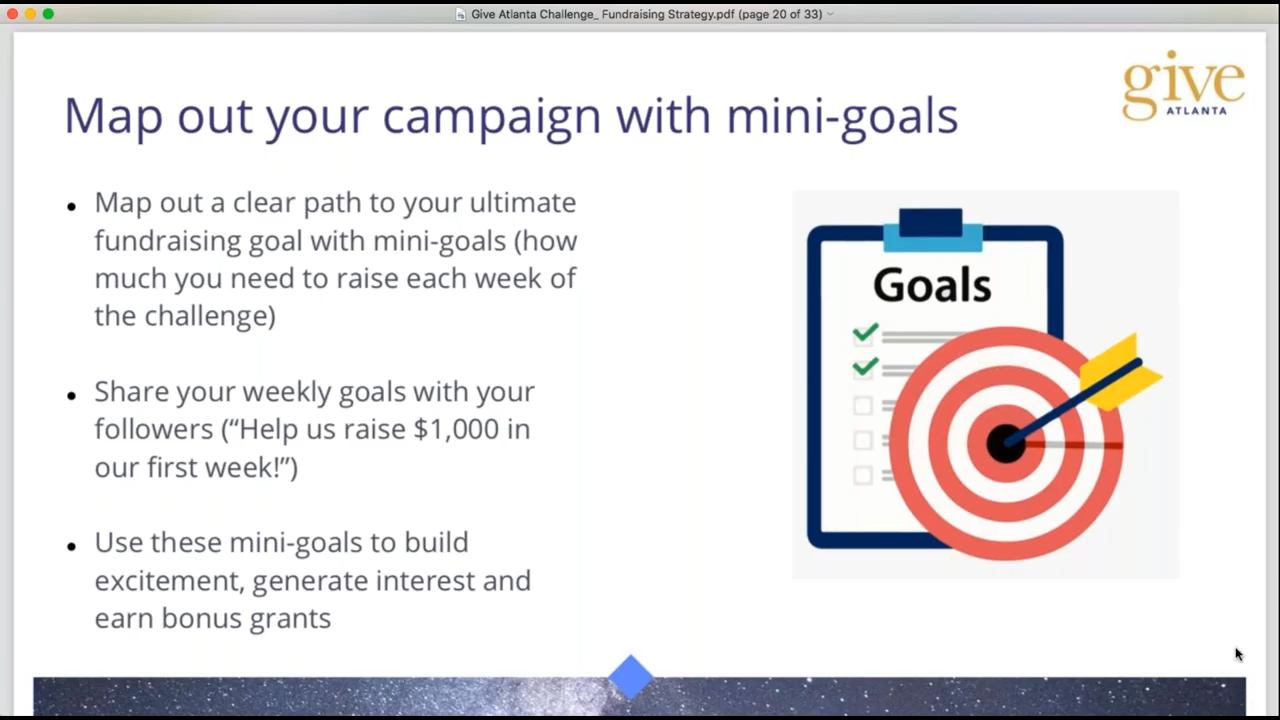 Give Atlanta Challenge_ Fundraising Strategy.pdf (page 20 of 33)
give
ATLANTA
Map out your campaign with mini-goals
• Map out a clear path to your ultimate
fundraising goal with mini-goals (how
much you need to raise each week of
the challenge)
• Share your weekly goals with your
followers (“Help us raise $1,000 in
our first week!”)
• Use these mini-goals to build
excitement, generate interest and
earn bonus grants
Goals